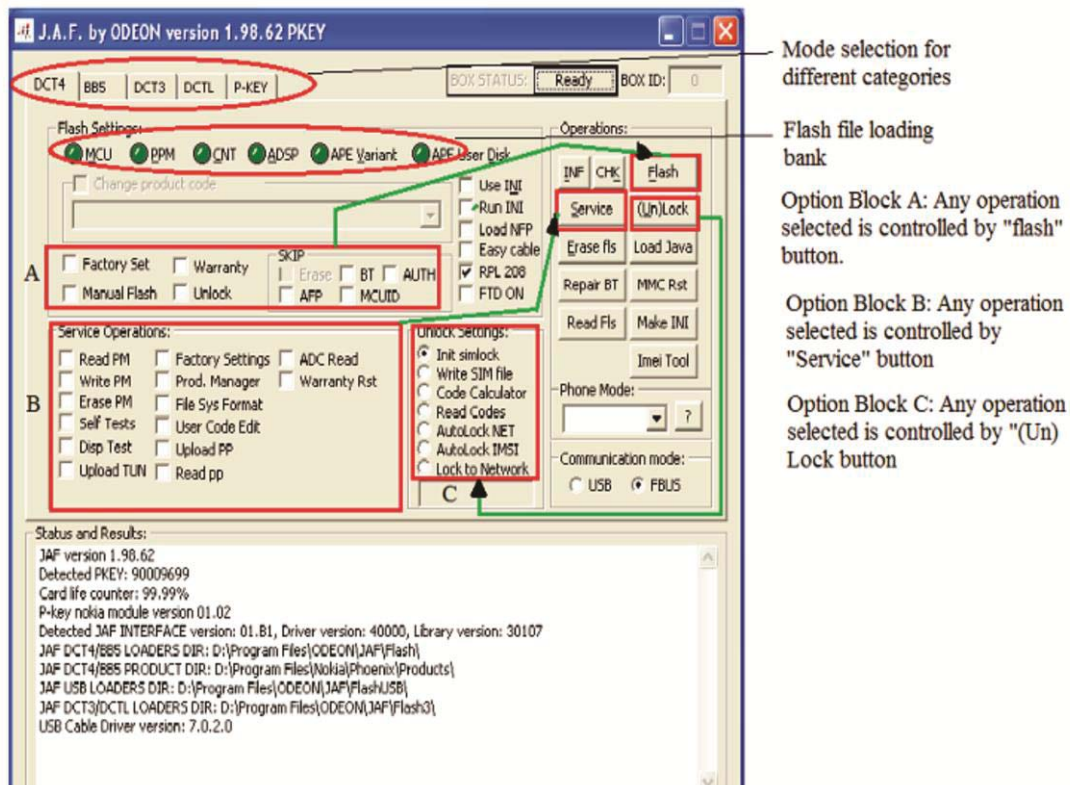 J.A.F. by ODEON version 1.98.62 PKEY
DCT4 BB5 DCT3 DCTL P-KEY
BOX STATUS: Ready BOX ID: 0
Mode selection for
different categories
Flash Settings:
MCU PPM CNT ADSP APE Variant APE User Disk
Change product code
Use INI
Run INI
Load NFP
Easy cable
RPL 208
FTD ON
A
Factory Set Warranty
Manual Flash Unlock
SKIP
Erase BT AUTH
AFP MCUID
Operations:
INF CHK Flash
Service (Un)Lock
Erase fls Load Java
Repair BT MMC Rst
Read Fls Make INI
Imei Tool
Flash file loading
bank
Option Block A: Any operation
selected is controlled by "flash"
button.
Option Block B: Any operation
selected is controlled by
"Service" button
Option Block C: Any operation
selected is controlled by "(Un)
Lock button
B
Service Operations:
Read PM Factory Settings ADC Read
Write PM Prod. Manager Warranty Rst
Erase PM File Sys Format
Self Tests User Code Edit
Disp Test Upload PP
Upload TUN Read pp
Unlock Settings:
Init simlock
Write SIM file
Code Calculator
Read Codes
AutoLock NET
AutoLock IMSI
Lock to Network
C
Phone Mode:
?
Communication mode:
USB FBUS
Status and Results:
JAF version 1.98.62
Detected PKEY: 90009699
Card life counter: 99.99%
P-key nokia module version 01.02
Detected JAF INTERFACE version: 01.B1, Driver version: 40000, Library version: 30107
JAF DCT4/BB5 LOADERS DIR: D:\Program Files\ODEON\JAF\Flash\
JAF DCT4/BB5 PRODUCT DIR: D:\Program Files\Nokia\Phoenix\Products\
JAF USB LOADERS DIR: D:\Program Files\ODEON\JAF\FlashUSB\
JAF DCT3/DCTL LOADERS DIR: D:\Program Files\ODEON\JAF\Flash3\
USB Cable Driver version: 7.0.2.0